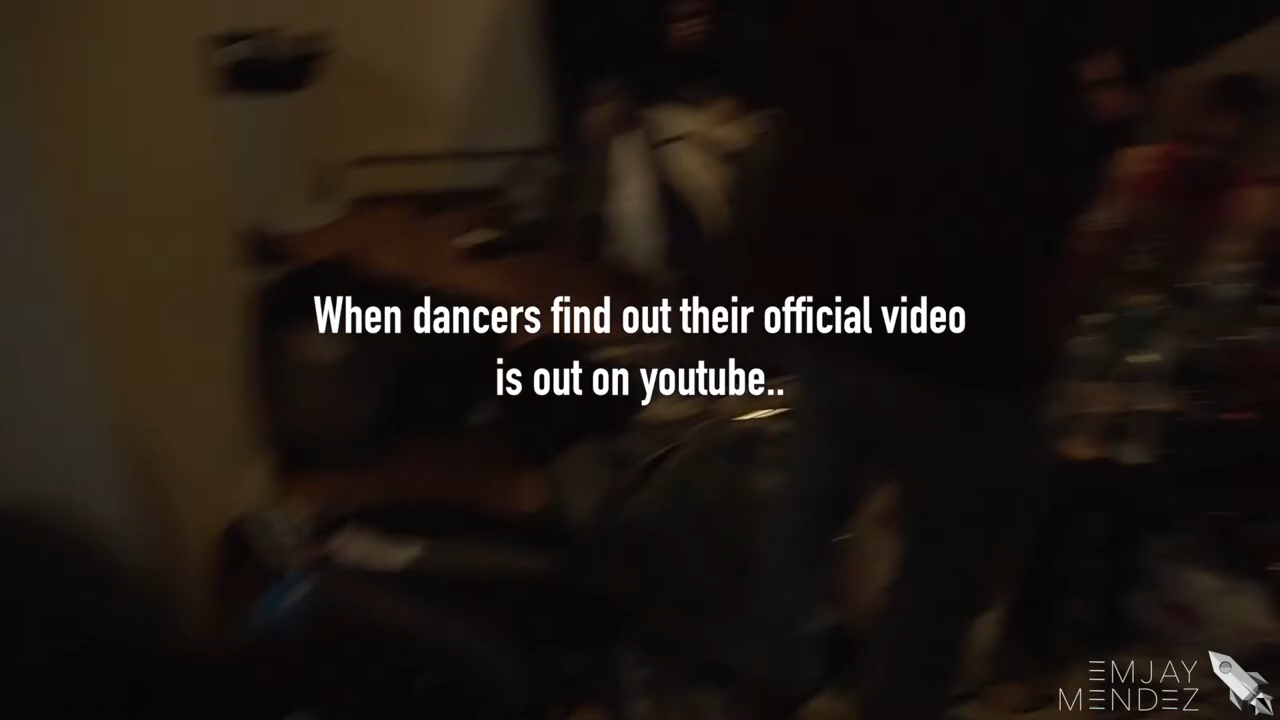 When dancers find out their official video
is out on youtube..
EMJAY
MENDEZ